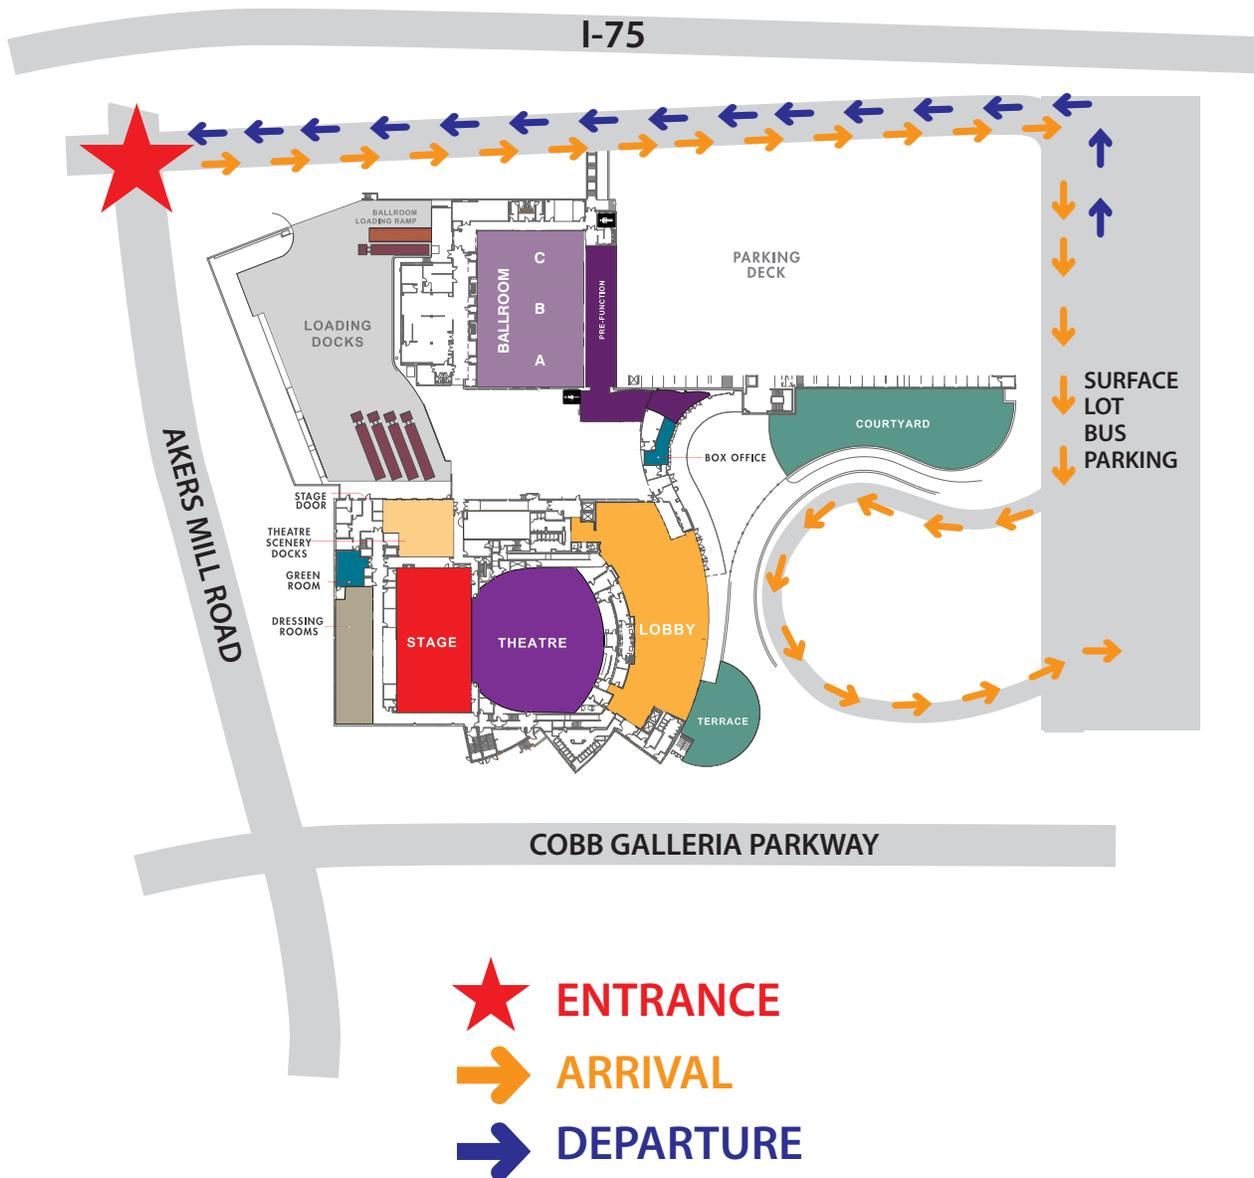 I-75
BALLROOM
LOADING RAMP
C
B
A
BALLROOM
PRE-FUNCTION
PARKING
DECK
LOADING
DOCKS
SURFACE
LOT
BUS
PARKING
COURTYARD
BOX OFFICE
AKERS MILL ROAD
STAGE
DOOR
THEATRE
SCENERY
DOCKS
GREEN
ROOM
DRESSING
ROOMS
STAGE
THEATRE
LOBBY
TERRACE
COBB GALLERIA PARKWAY
ENTRANCE
ARRIVAL
DEPARTURE